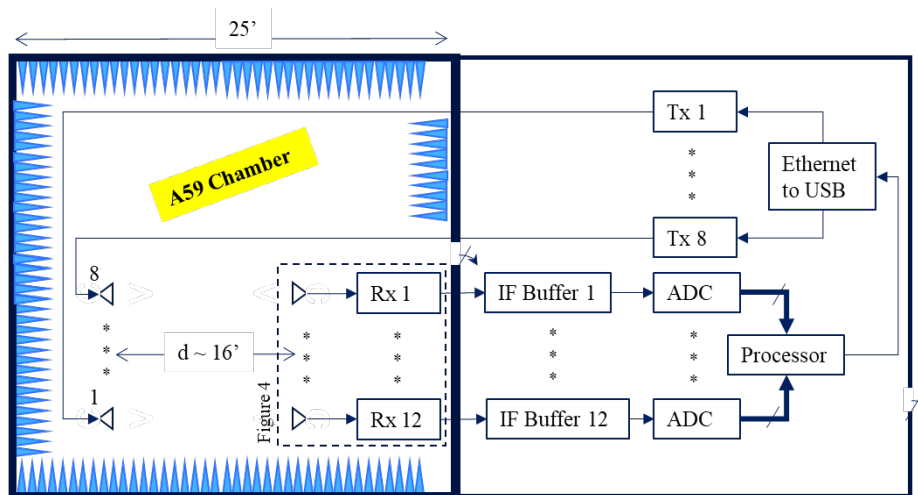 25’
Tx 1
*
*
*
Ethernet
to USB
A59 Chamber
Tx 8
8
Rx 1
IF Buffer 1
ADC
* * * * *
* * * * *
* * * * *
d ~ 16’
Processor
1
Figure 4
Rx 12
IF Buffer 12
ADC